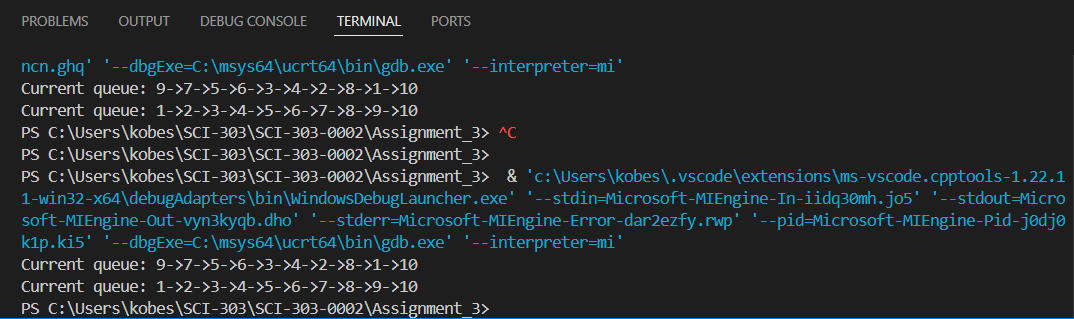 PROBLEMS OUTPUT DEBUG CONSOLE TERMINAL PORTS
ncn.ghq' '--dbgExe=C:\msys64\ucrt64\bin\gdb.exe' '--interpreter=mi'
Current queue: 9->7->5->6->3->4->2->8->1->10
Current queue: 1->2->3->4->5->6->7->8->9->10
PS C:\Users\kobes\SCI-303\SCI-303-0002\Assignment_3> ^C
PS C:\Users\kobes\SCI-303\SCI-303-0002\Assignment_3>
PS C:\Users\kobes\SCI-303\SCI-303-0002\Assignment_3>  & 'c:\Users\kobes\.vscode\extensions\ms-vscode.cpptools-1.22.1
1-win32-x64\debugAdapters\bin\WindowsDebugLauncher.exe' '--stdin=Microsoft-MIEngine-In-iidq30mh.jo5' '--stdout=Micro
soft-MIEngine-Out-vyn3kyqb.dho' '--stderr=Microsoft-MIEngine-Error-dar2ezfy.rwp' '--pid=Microsoft-MIEngine-Pid-j0dj0
k1p.ki5' '--dbgExe=C:\msys64\ucrt64\bin\gdb.exe' '--interpreter=mi'
Current queue: 9->7->5->6->3->4->2->8->1->10
Current queue: 1->2->3->4->5->6->7->8->9->10
PS C:\Users\kobes\SCI-303\SCI-303-0002\Assignment_3>